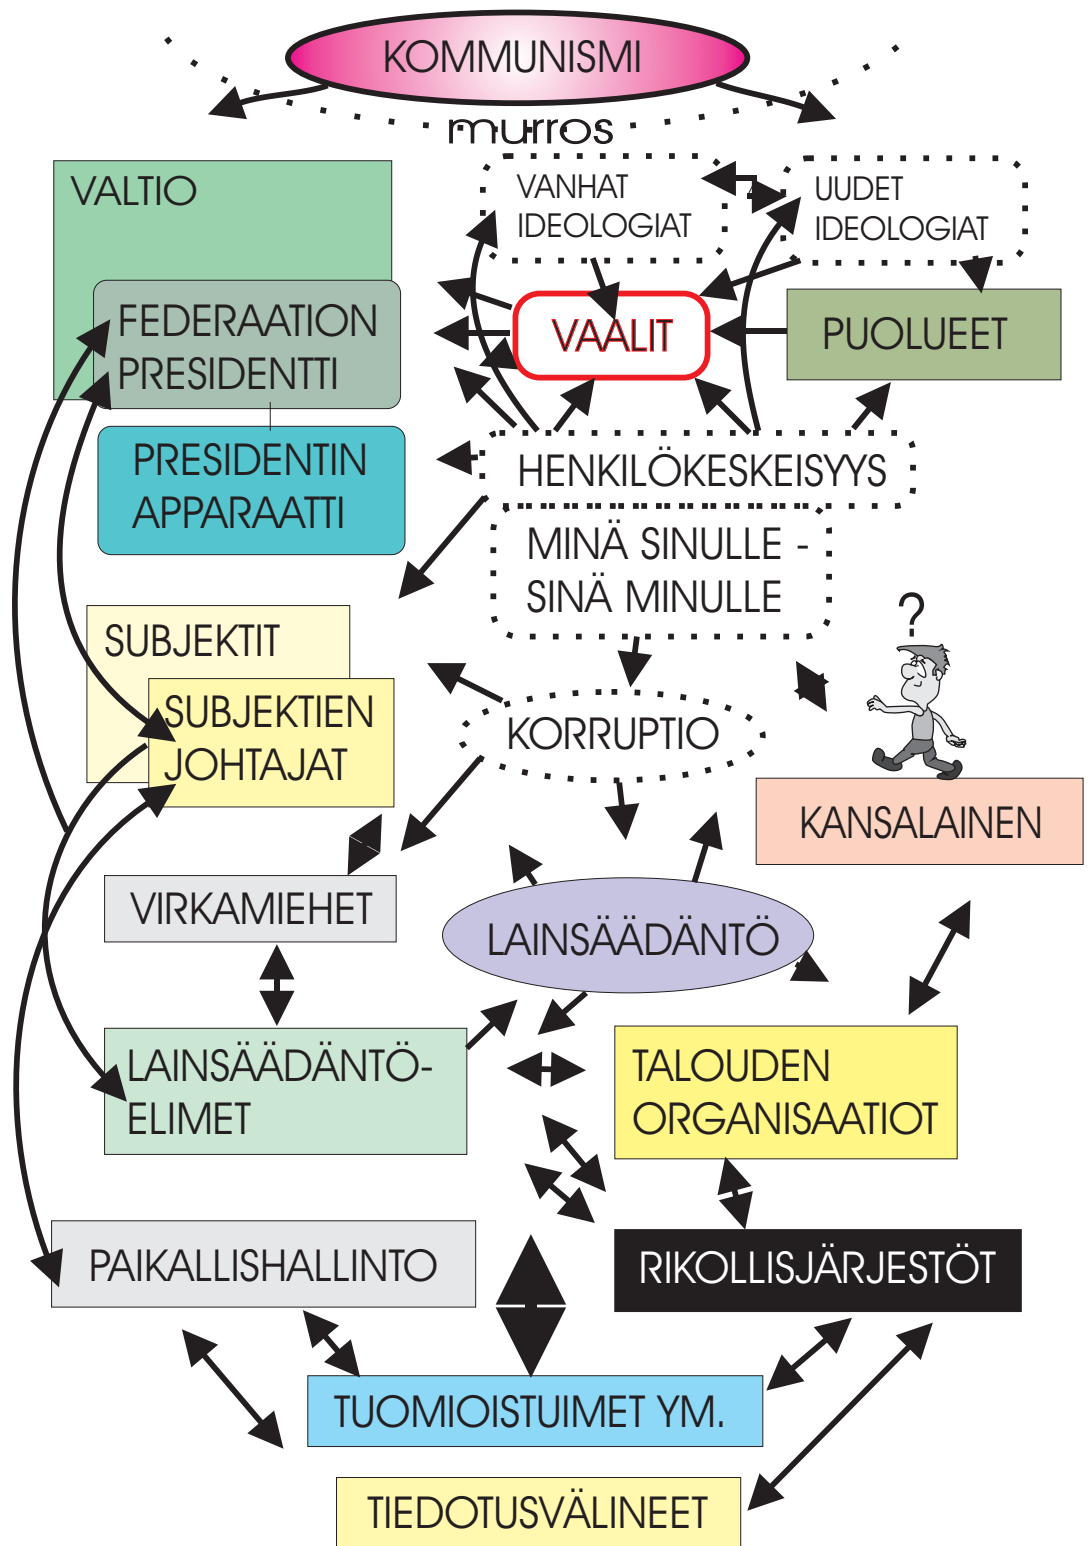 KOMMUNISMI
murros
VALTIO
VANHAT
IDEOLOGIAT
UUDET
IDEOLOGIAT
FEDERAATION
PRESIDENTTI
VAALIT
PUOLUEET
PRESIDENTIN
APPARAATTI
HENKILÖKESKEISYYS
MINÄ SINULLE -
SINÄ MINULLE
?
SUBJEKTIT
SUBJEKTIEN
JOHTAJAT
KORRUPTIO
KANSALAINEN
VIRKAMIEHET
LAINSÄÄDÄNTÖ
LAINSÄÄDÄNTÖ-
ELIMET
TALOUDEN
ORGANISAATIOT
PAIKALLISHALLINTO
RIKOLLISJÄRJESTÖT
TUOMIOISTUIMET YM.
TIEDOTUSVÄLINEET